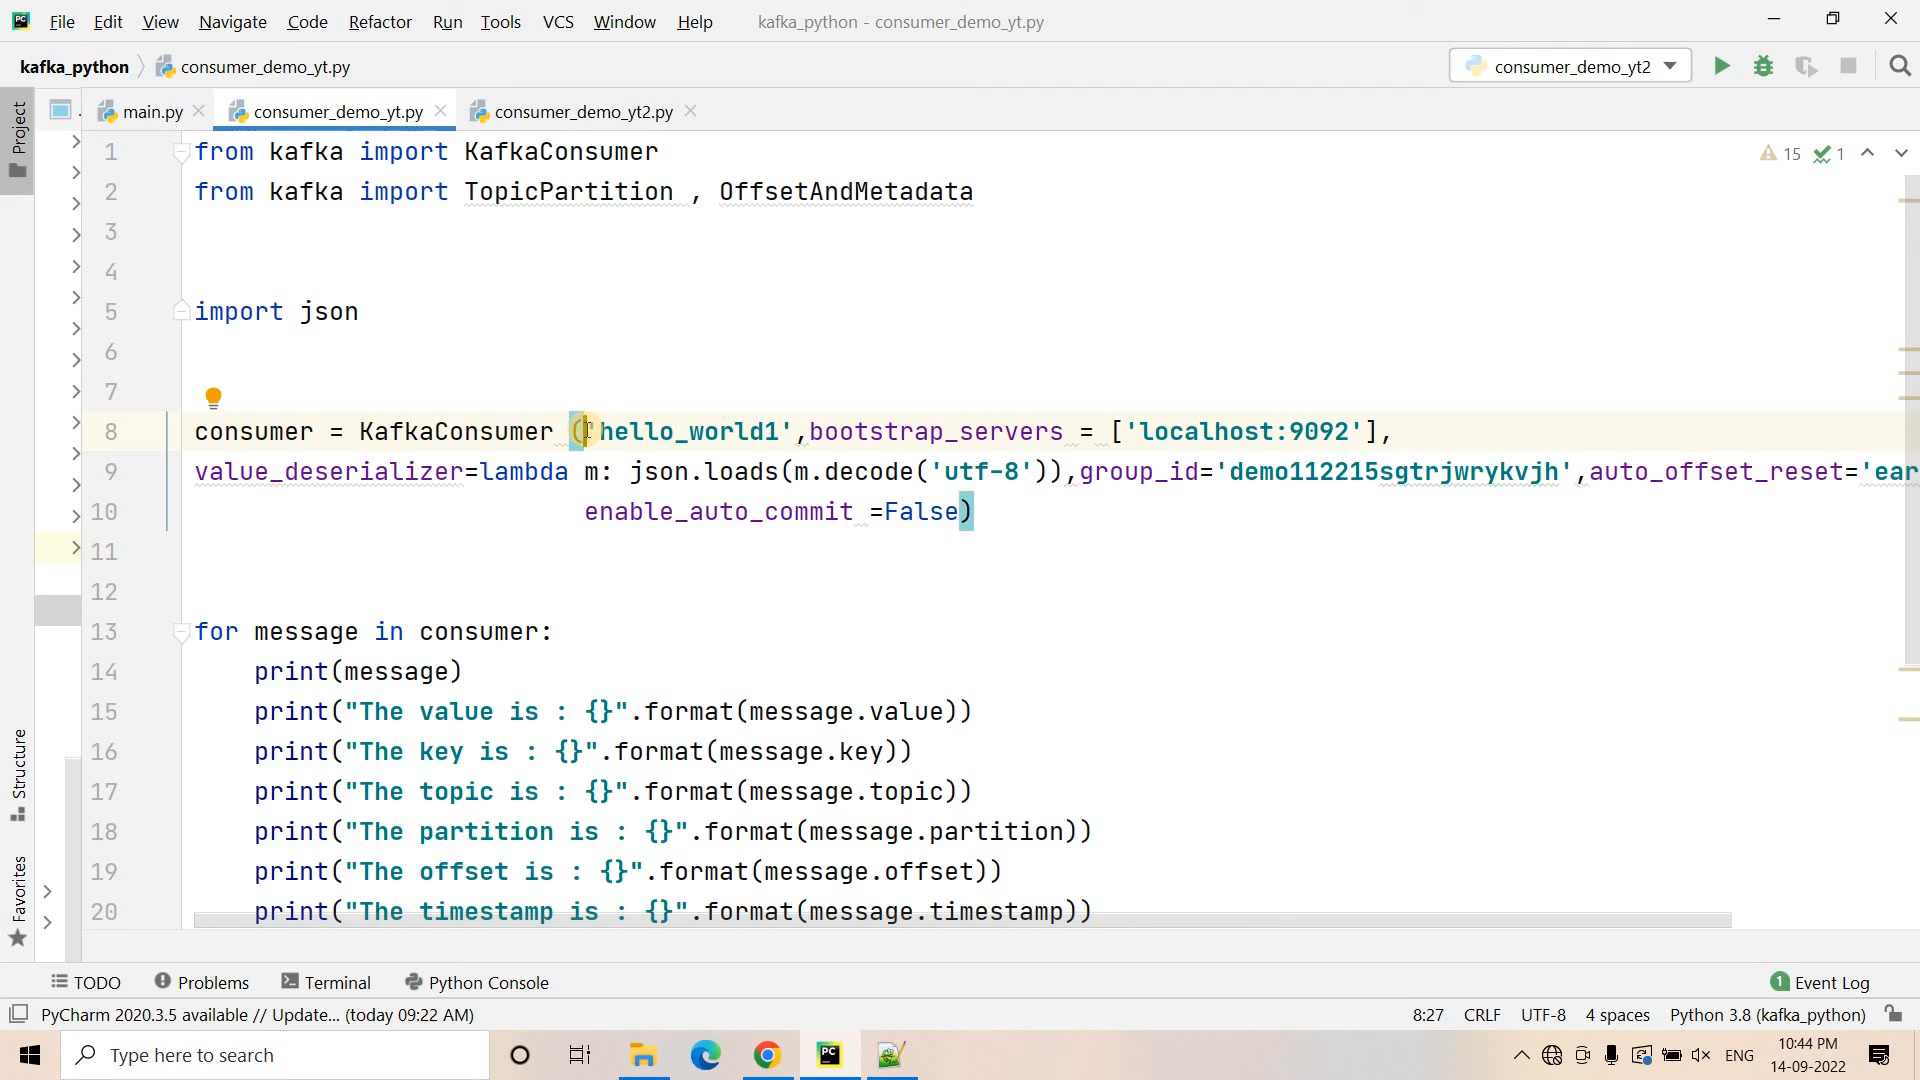 PC File Edit View Navigate Code Refactor Run Tools VCS Window Help kafka_python - consumer_demo_yt.py
kafka_python consumer_demo_yt.py consumer_demo_yt2
Project
main.py consumer_demo_yt.py consumer_demo_yt2.py
15 1
1 from kafka import KafkaConsumer
2 from kafka import TopicPartition , OffsetAndMetadata
3
4
5 import json
6
7
8 consumer = KafkaConsumer ('hello_world1',bootstrap_servers = ['localhost:9092'],
9 value_deserializer=lambda m: json.loads(m.decode('utf-8')),group_id='demo112215sgtrjwrykvjh',auto_offset_reset='ear
10 enable_auto_commit =False)
11
12
13 for message in consumer:
14 print(message)
15 print("The value is : {}".format(message.value))
16 print("The key is : {}".format(message.key))
17 print("The topic is : {}".format(message.topic))
18 print("The partition is : {}".format(message.partition))
19 print("The offset is : {}".format(message.offset))
20 print("The timestamp is : {}".format(message.timestamp))
Structure
Favorites
TODO Problems Terminal Python Console 1 Event Log
PyCharm 2020.3.5 available // Update... (today 09:22 AM) 8:27 CRLF UTF-8 4 spaces Python 3.8 (kafka_python)
Type here to search PC ENG 10:44 PM
14-09-2022